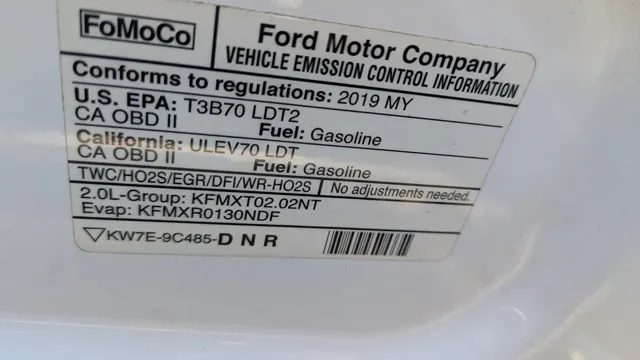 FoMoCo
Ford Motor Company
VEHICLE EMISSION CONTROL INFORMATION
Conforms to regulations: 2019 MY
U.S. EPA: T3B70 LDT2
CA OBD II Fuel: Gasoline
California: ULEV70 LDT
CA OBD II Fuel: Gasoline
TWC/HO2S/EGR/DFI/WR-HO2S No adjustments needed.
2.0L-Group: KFMXT02.02NT
Evap: KFMXR0130NDF
KW7E-9C485-D N R